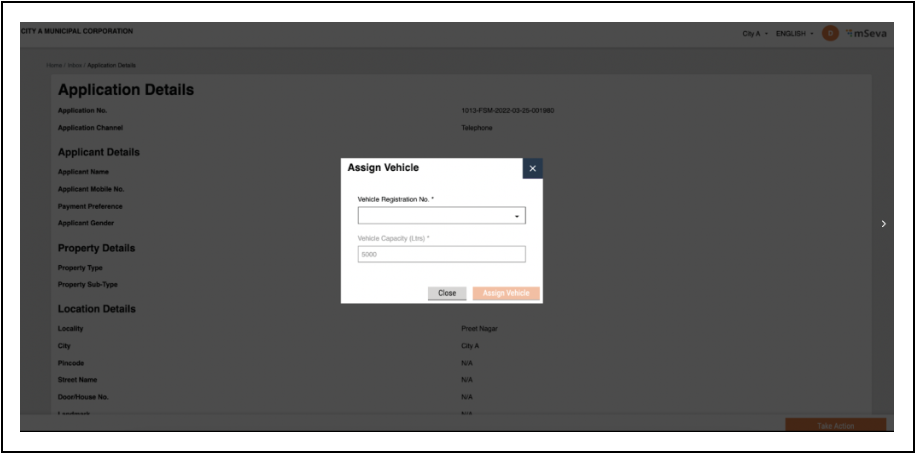 CITY A MUNICIPAL CORPORATION
City A
ENGLISH
D
mSeva
Home / Inbox / Application Details
Application Details
Application No. 1013-FSM-2022-03-25-001980
Application Channel Telephone
Applicant Details
Applicant Name
Applicant Mobile No.
Payment Preference
Applicant Gender
Property Details
Property Type
Property Sub-Type
Location Details
Locality Preet Nagar
City City A
Pincode N/A
Street Name N/A
Door/House No. N/A
Landmark N/A
Take Action
Assign Vehicle
Vehicle Registration No. *
Vehicle Capacity (Ltrs) *
5000
Close Assign Vehicle